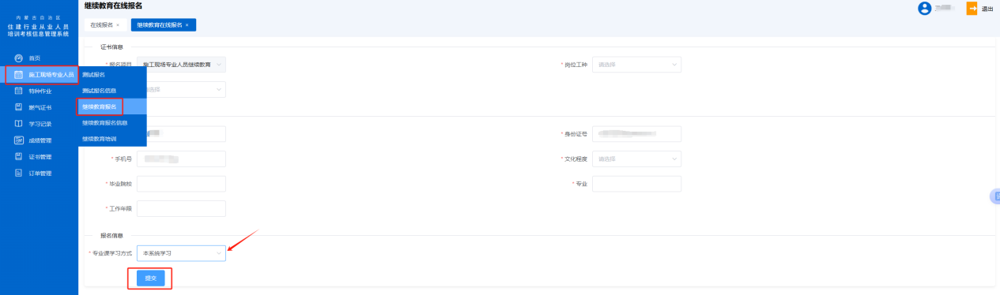 继续教育在线报名
退出
内蒙古自治区
住建行业从业人员
培训考核信息管理系统
在线报名 ×
继续教育在线报名 ×
证书信息
首页
* 报名项目 施工现场专业人员继续教育
* 岗位工种 请选择
施工现场专业人员
测试报名
特种作业
测试报名信息
请选择
燃气证书
继续教育报名
学习记录
继续教育报名信息
成绩管理
继续教育培训
* 身份证号
证书管理
* 手机号
* 文化程度 请选择
订单管理
* 毕业院校
* 专业
* 工作年限
报名信息
* 专业课学习方式 本系统学习
提交